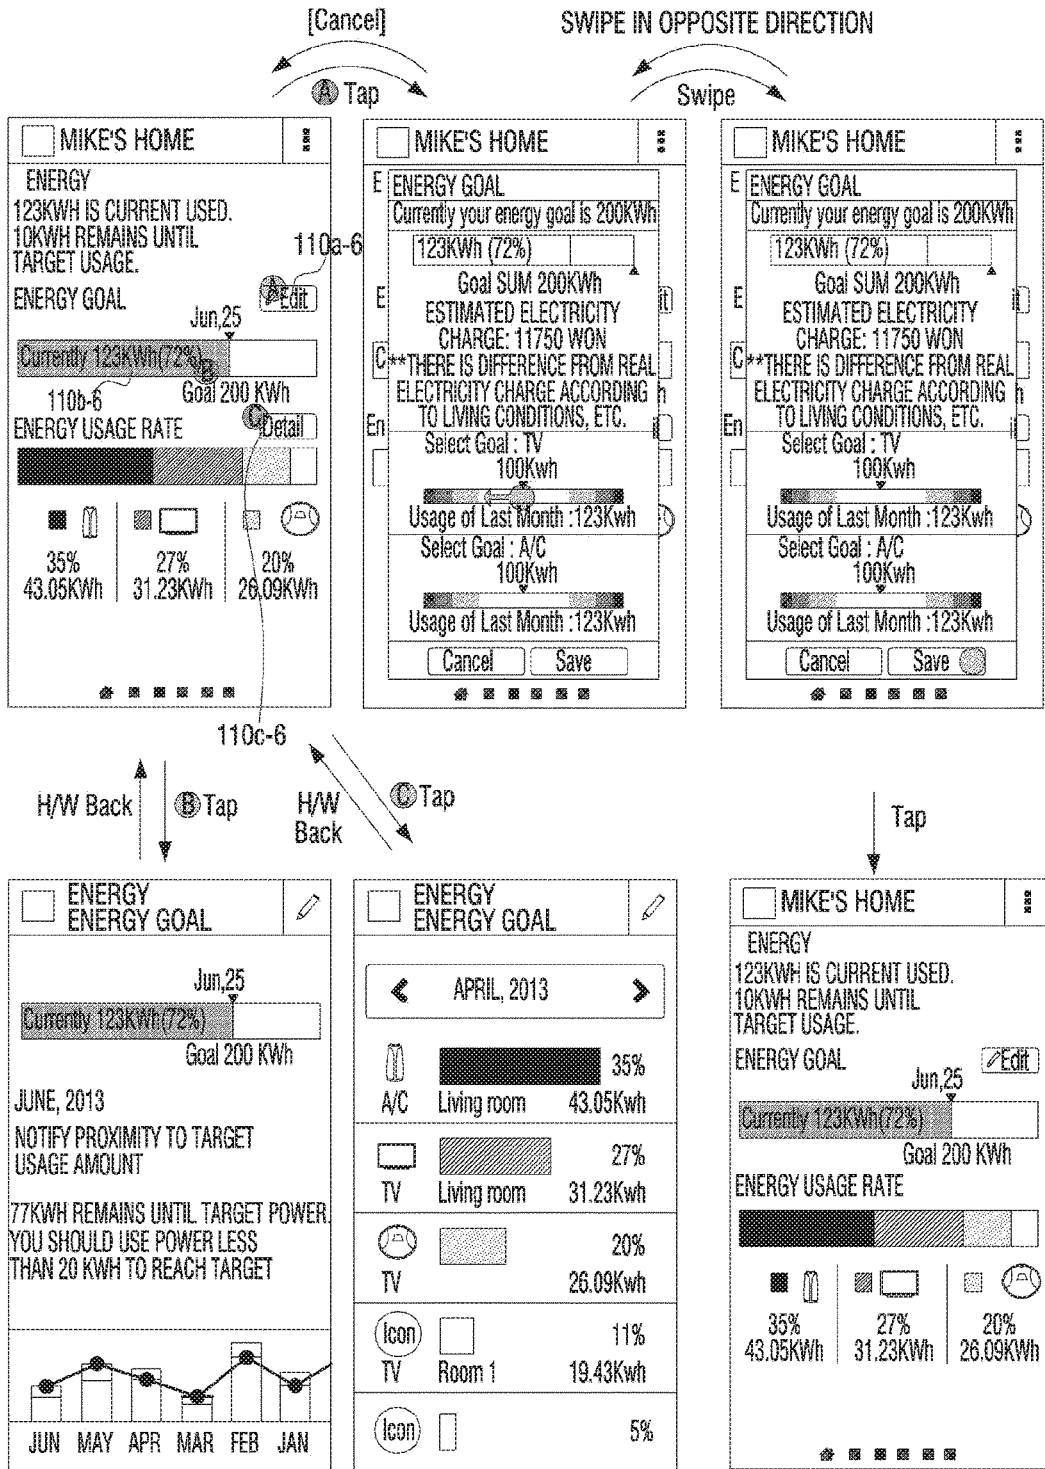 [Cancel]
A Tap
SWIPE IN OPPOSITE DIRECTION
Swipe
MIKE'S HOME
ENERGY
123KWH IS CURRENT USED.
10KWH REMAINS UNTIL
TARGET USAGE.
110a-6
ENERGY GOAL
A
Edit
Jun,25
Currently 123KWh(72%)
B
110b-6
Goal 200 KWh
C
ENERGY USAGE RATE
Detail
35%
43.05KWh
27%
31.23KWh
20%
26.09KWh
110c-6
MIKE'S HOME
E
ENERGY GOAL
Currently your energy goal is 200KWh
123KWh (72%)
Goal SUM 200KWh
E
ESTIMATED ELECTRICITY
CHARGE: 11750 WON
C
**THERE IS DIFFERENCE FROM REAL
ELECTRICITY CHARGE ACCORDING
h
En
TO LIVING CONDITIONS, ETC.
Select Goal : TV
100Kwh
Usage of Last Month :123Kwh
Select Goal : A/C
100Kwh
Usage of Last Month :123Kwh
Cancel
Save
MIKE'S HOME
E
ENERGY GOAL
Currently your energy goal is 200KWh
123KWh (72%)
Goal SUM 200KWh
E
ESTIMATED ELECTRICITY
CHARGE: 11750 WON
C
**THERE IS DIFFERENCE FROM REAL
ELECTRICITY CHARGE ACCORDING
h
En
TO LIVING CONDITIONS, ETC.
Select Goal : TV
100Kwh
Usage of Last Month :123Kwh
Select Goal : A/C
100Kwh
Usage of Last Month :123Kwh
Cancel
Save
H/W Back
B Tap
H/W
Back
C Tap
Tap
ENERGY
ENERGY GOAL
Jun,25
Currently 123KWh(72%)
Goal 200 KWh
JUNE, 2013
NOTIFY PROXIMITY TO TARGET
USAGE AMOUNT
77KWH REMAINS UNTIL TARGET POWER.
YOU SHOULD USE POWER LESS
THAN 20 KWH TO REACH TARGET
JUN MAY APR MAR FEB JAN
ENERGY
ENERGY GOAL
APRIL, 2013
35%
A/C Living room 43.05Kwh
27%
TV Living room 31.23Kwh
20%
TV 26.09Kwh
Icon 11%
TV Room 1 19.43Kwh
Icon 5%
MIKE'S HOME
ENERGY
123KWH IS CURRENT USED.
10KWH REMAINS UNTIL
TARGET USAGE.
ENERGY GOAL
Edit
Jun,25
Currently 123KWh(72%)
Goal 200 KWh
ENERGY USAGE RATE
35%
43.05KWh
27%
31.23KWh
20%
26.09KWh